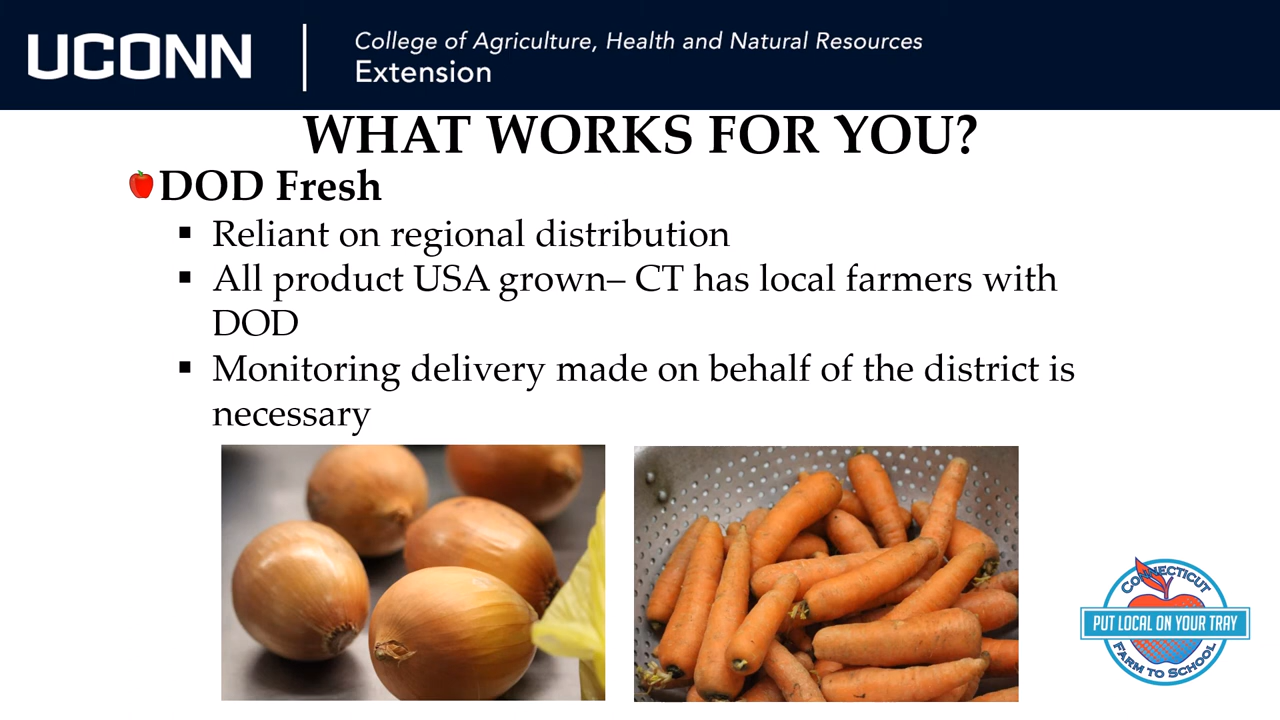 UCONN
College of Agriculture, Health and Natural Resources
Extension
WHAT WORKS FOR YOU?
DOD Fresh
▪ Reliant on regional distribution
▪ All product USA grown– CT has local farmers with
DOD
▪ Monitoring delivery made on behalf of the district is
necessary
CONNECTICUT
PUT LOCAL ON YOUR TRAY
FARM TO SCHOOL